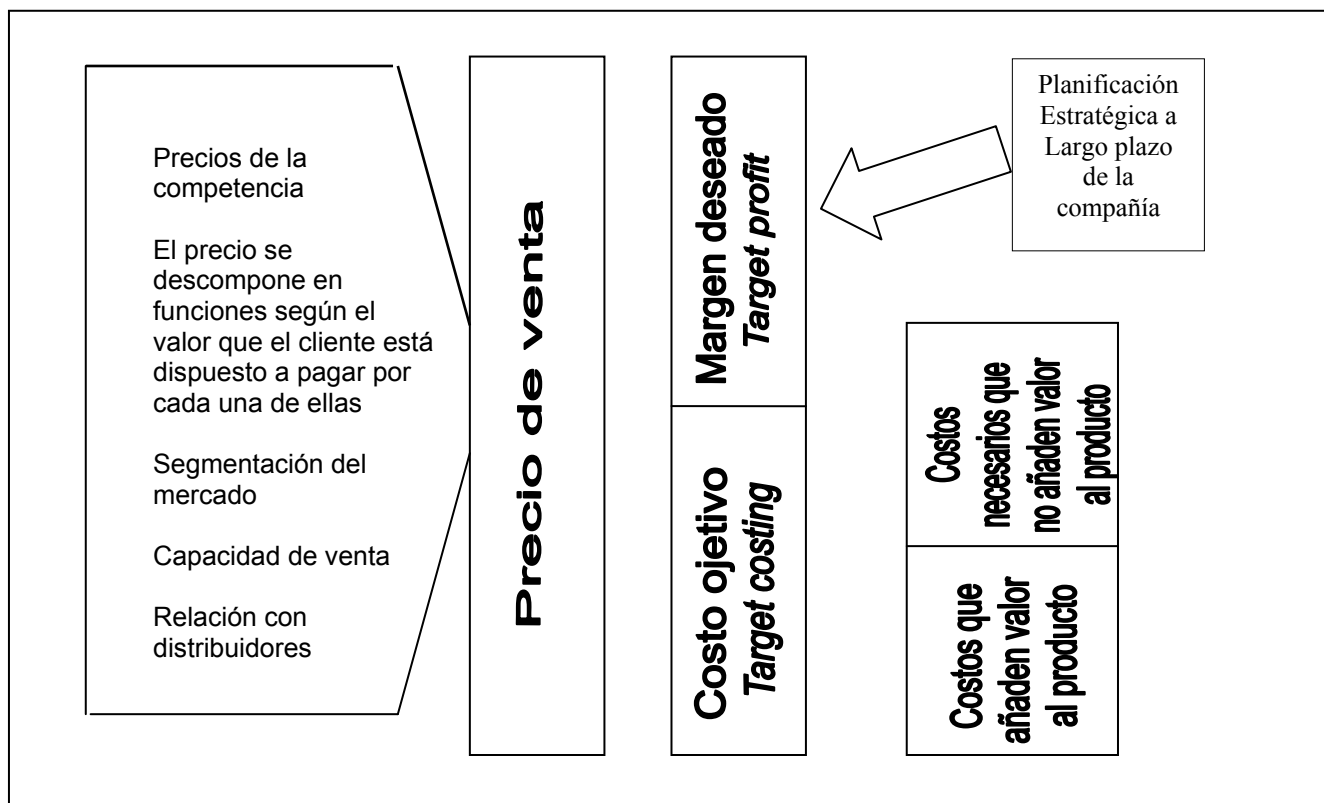 Precios de la
competencia
El precio se
descompone en
funciones según el
valor que el cliente está
dispuesto a pagar por
cada una de ellas
Segmentación del
mercado
Capacidad de venta
Relación con
distribuidores
Precio de venta
Margen deseado
Target profit
Costo ojetivo
Target costing
Planificación
Estratégica a
Largo plazo
de la
compañía
Costos
necesarios que
no añaden valor
al producto
Costos que
añaden valor
al producto